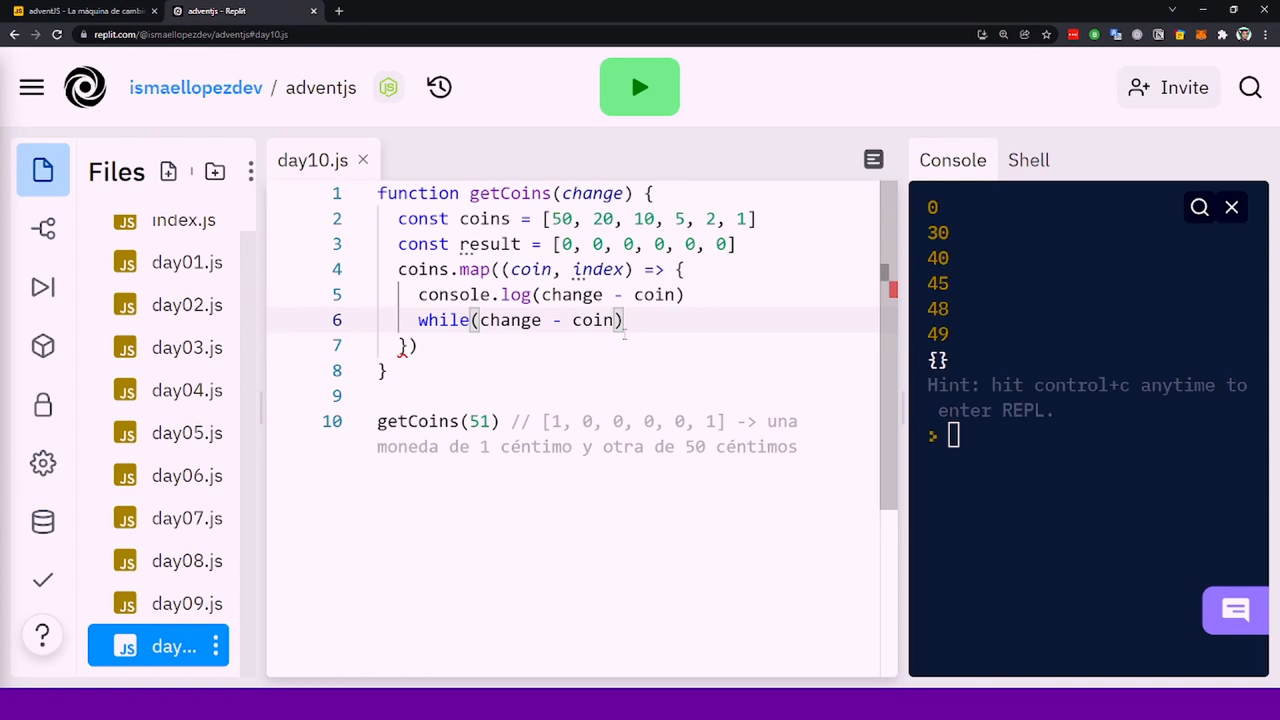 adventJS - La máquina de cambi
adventjs - Replit
replit.com/@ismaellopezdev/adventjs#day10.js
ismaellopezdev / adventjs
Invite
Files
index.js
day01.js
day02.js
day03.js
day04.js
day05.js
day06.js
day07.js
day08.js
day09.js
day...
day10.js
1 function getCoins(change) {
2 const coins = [50, 20, 10, 5, 2, 1]
3 const result = [0, 0, 0, 0, 0, 0]
4 coins.map((coin, index) => {
5 console.log(change - coin)
6 while(change - coin)
7 })
8 }
9
10 getCoins(51) // [1, 0, 0, 0, 0, 1] -> una
moneda de 1 céntimo y otra de 50 céntimos
Console Shell
0
30
40
45
48
49
{}
Hint: hit control+c anytime to
enter REPL.
>